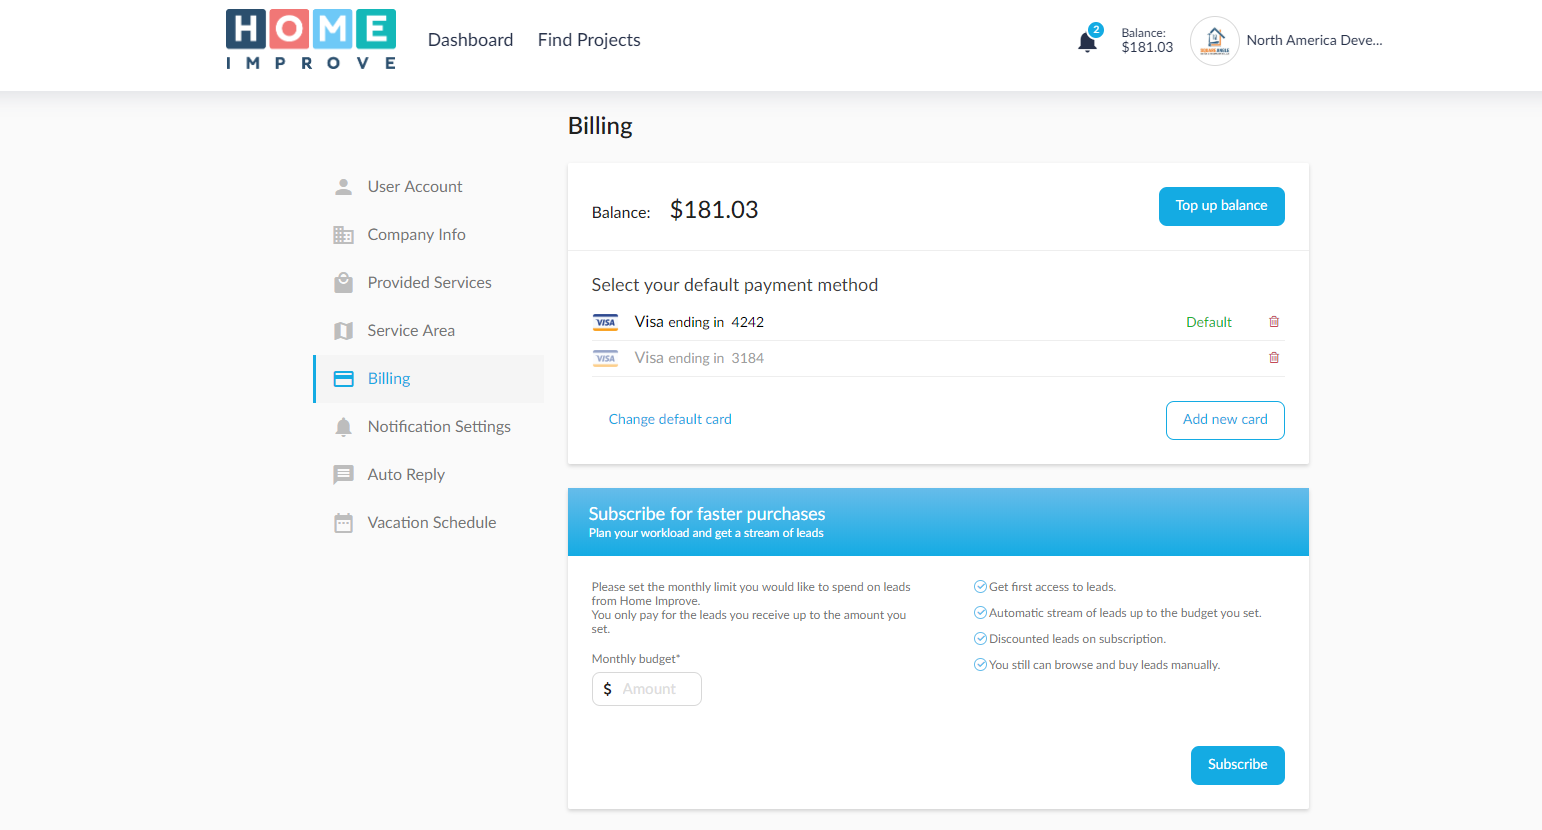 HOME
IMPROVE
Dashboard
Find Projects
2
Balance:
$181.03
North America Deve...
Billing
User Account
Company Info
Provided Services
Service Area
Billing
Notification Settings
Auto Reply
Vacation Schedule
Balance: $181.03
Top up balance
Select your default payment method
VISA Visa ending in 4242 Default
VISA Visa ending in 3184
Change default card
Add new card
Subscribe for faster purchases
Plan your workload and get a stream of leads
Please set the monthly limit you would like to spend on leads
from Home Improve.
You only pay for the leads you receive up to the amount you
set.
Monthly budget*
$ Amount
Get first access to leads.
Automatic stream of leads up to the budget you set.
Discounted leads on subscription.
You still can browse and buy leads manually.
Subscribe